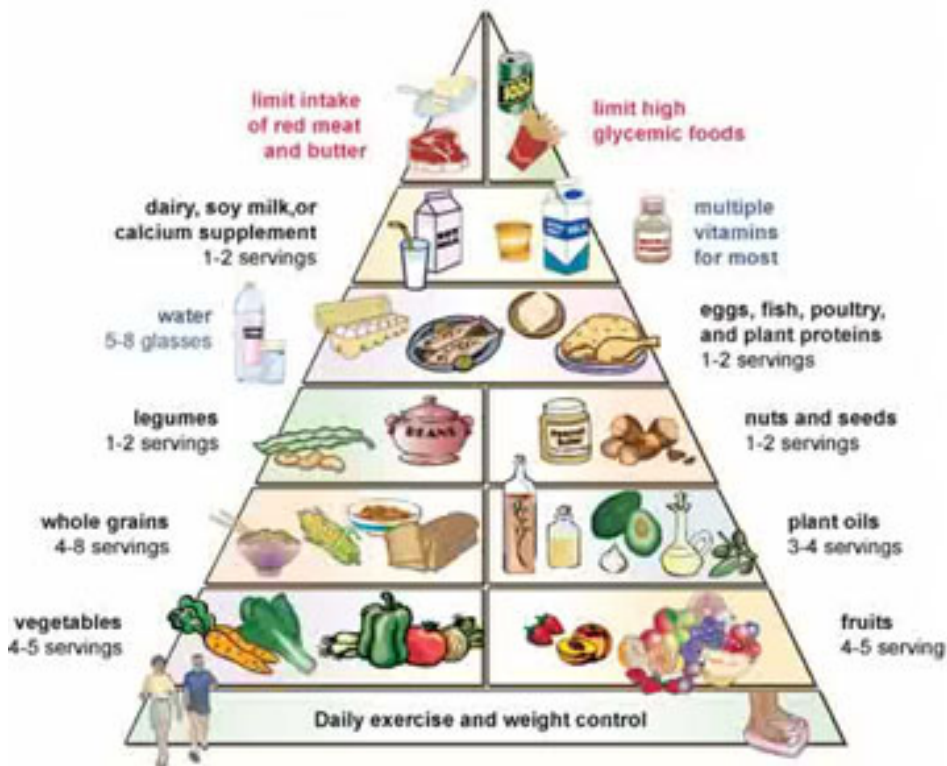 limit intake
of red meat
and butter
limit high
glycemic foods
dairy, soy milk,or
calcium supplement
1-2 servings
multiple
vitamins
for most
water
5-8 glasses
eggs, fish, poultry,
and plant proteins
1-2 servings
legumes
1-2 servings
BEANS
nuts and seeds
1-2 servings
whole grains
4-8 servings
plant oils
3-4 servings
vegetables
4-5 servings
fruits
4-5 serving
Daily exercise and weight control